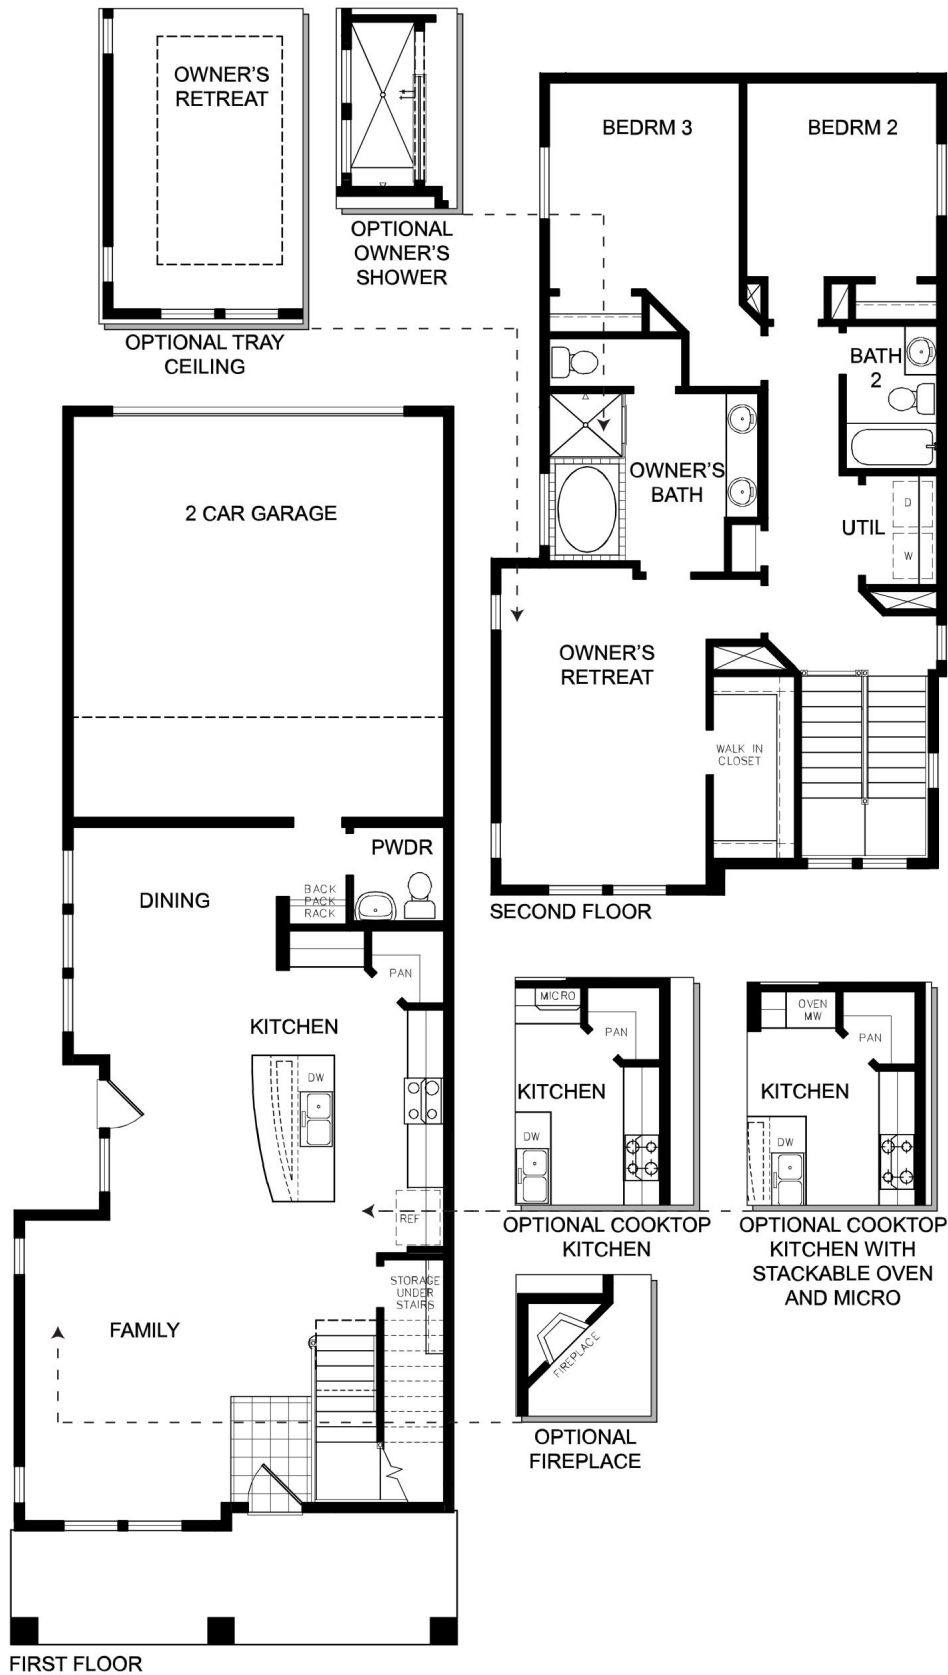 OWNER'S
RETREAT
OPTIONAL TRAY
CEILING
OPTIONAL
OWNER'S
SHOWER
BEDRM 3
BEDRM 2
BATH
2
OWNER'S
BATH
UTIL
D
W
OWNER'S
RETREAT
WALK IN
CLOSET
SECOND FLOOR
2 CAR GARAGE
PWDR
DINING
BACK
PACK
RACK
PAN
KITCHEN
DW
REF
STORAGE
UNDER
STAIRS
FAMILY
FIRST FLOOR
MICRO
PAN
KITCHEN
DW
OPTIONAL COOKTOP
KITCHEN
OVEN
MW
PAN
KITCHEN
DW
OPTIONAL COOKTOP
KITCHEN WITH
STACKABLE OVEN
AND MICRO
FIREPLACE
OPTIONAL
FIREPLACE